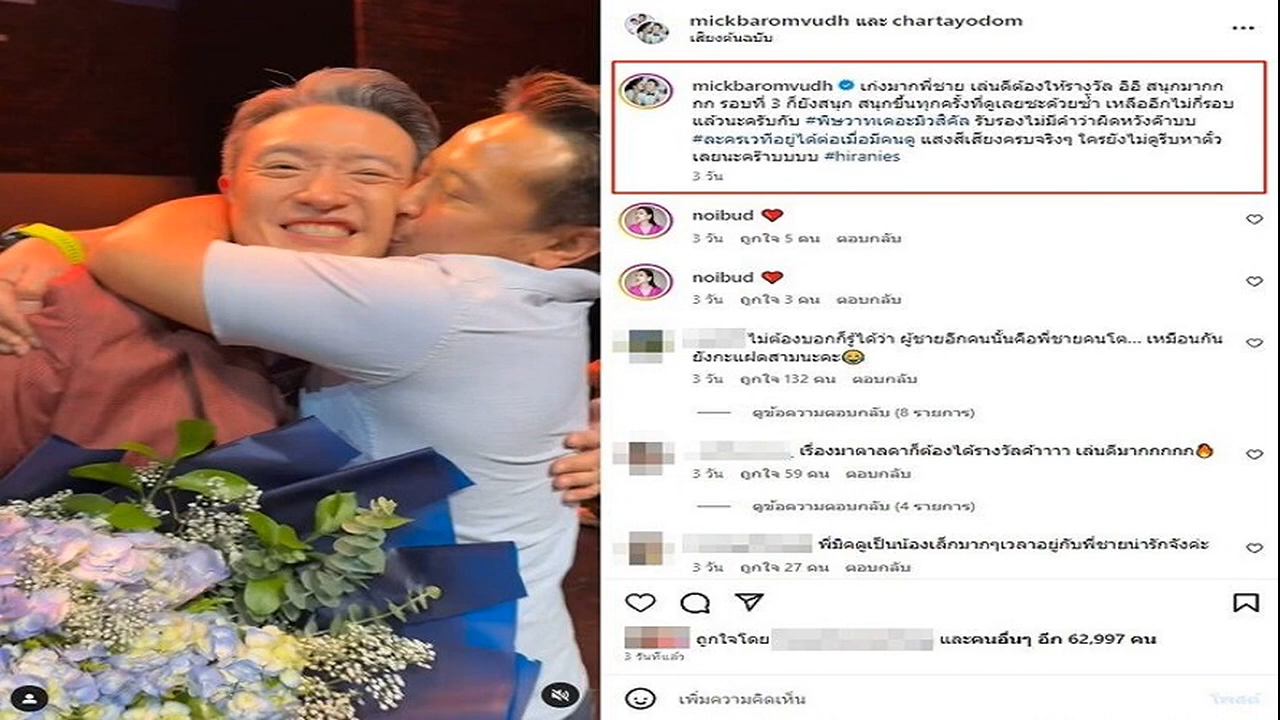 mickbaromvudh และ chartayodom
เสียงต้นฉบับ
mickbaromvudh เก่งมากพี่ชาย เล่นดีต้องให้รางวัล อิอิ สนุกมากก
กก รอบที่ 3 ก็ยังสนุก สนุกขึ้นทุกครั้งที่ดูเลยซะด้วยซ้ำ เหลืออีกไม่กี่รอบ
แล้วนะครับกับ #พิษวาทเดอะมิวสิคัล รับรองไม่มีคำว่าผิดหวังค้าบบ
#ละครเวทีอยู่ได้ต่อเมื่อมีคนดู แสงสีเสียงครบจริงๆ ใครยังไม่ดูรีบหาตั๋ว
เลยนะคร๊าบบบบ #hiranies
3 วัน
noibud
3 วัน ถูกใจ 5 คน ตอบกลับ
noibud
3 วัน ถูกใจ 3 คน ตอบกลับ
ไม่ต้องบอกก็รู้ได้ว่า ผู้ชายอีกคนนั้นคือพี่ชายคนโต... เหมือนกัน
ยังกะแฝดสามนะคะ
3 วัน ถูกใจ 132 คน ตอบกลับ
ดูข้อความตอบกลับ (8 รายการ)
เรื่องมาตาลดาก็ต้องได้รางวัลค้าาาา เล่นดีมากกกกก
3 วัน ถูกใจ 59 คน ตอบกลับ
ดูข้อความตอบกลับ (4 รายการ)
พี่มิคดูเป็นน้องเล็กมากๆเวลาอยู่กับพี่ชายน่ารักจังค่ะ
3 วัน ถูกใจ 27 คน ตอบกลับ
ถูกใจโดย และคนอื่นๆ อีก 62,997 คน
3 วันที่แล้ว
เพิ่มความคิดเห็น
โพสต์